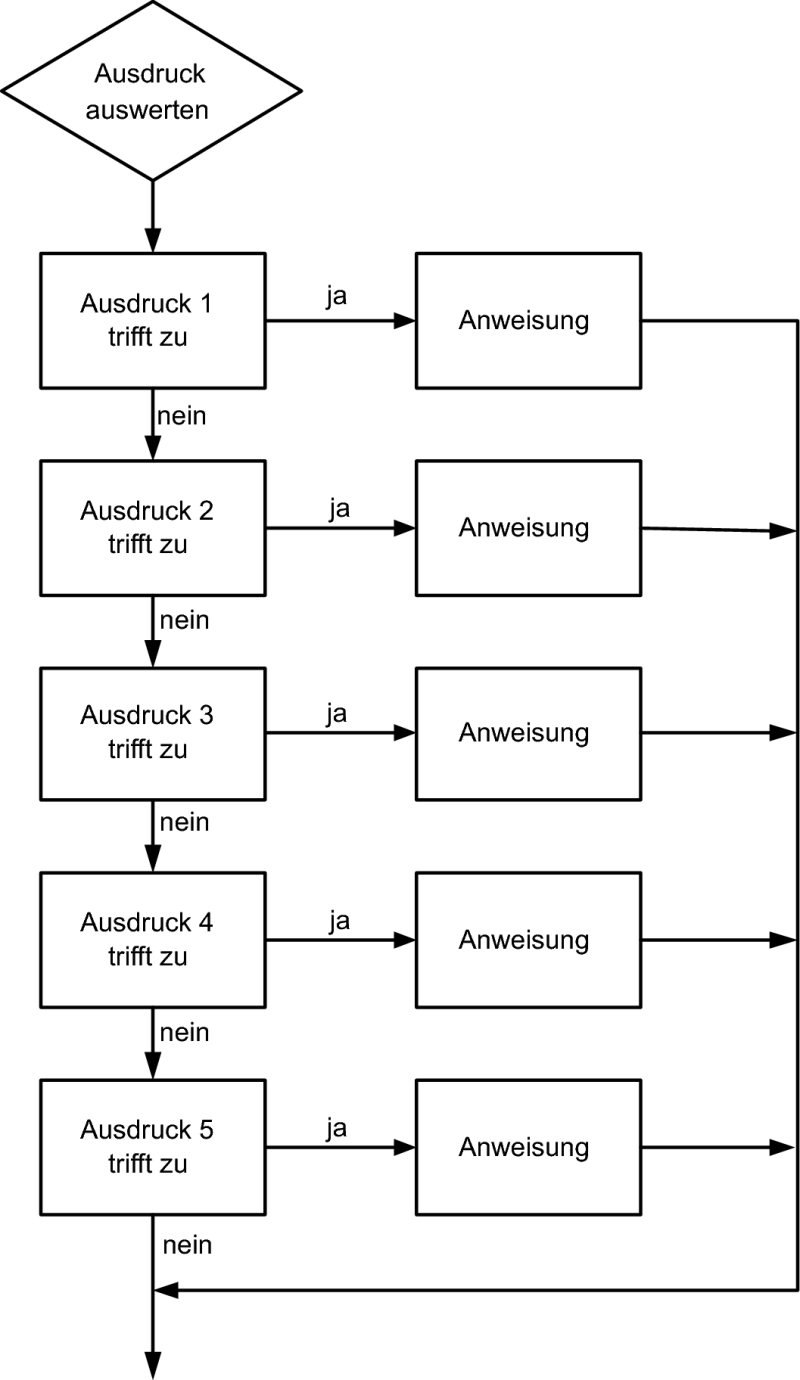 Ausdruck
auswerten
Ausdruck 1
trifft zu
ja
Anweisung
nein
Ausdruck 2
trifft zu
ja
Anweisung
nein
Ausdruck 3
trifft zu
ja
Anweisung
nein
Ausdruck 4
trifft zu
ja
Anweisung
nein
Ausdruck 5
trifft zu
ja
Anweisung
nein